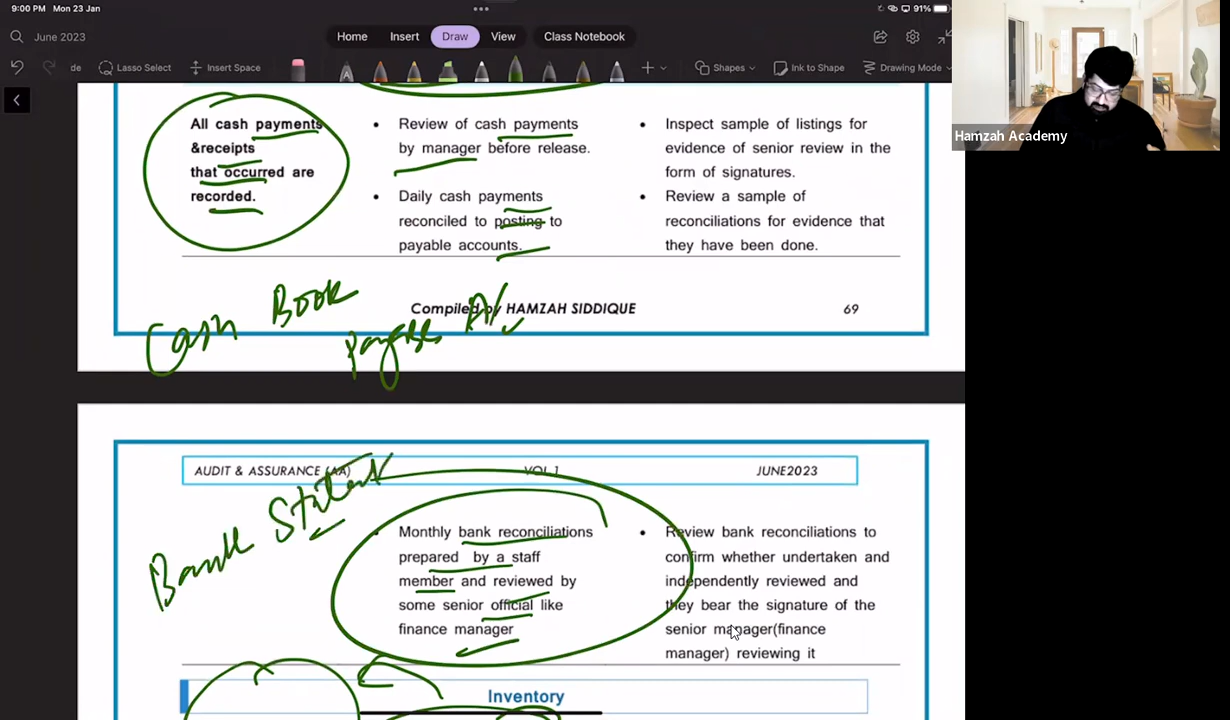 9:00 PM Mon 23 Jan
91%
June 2023
Home Insert Draw View Class Notebook
de Lasso Select Insert Space Shapes Ink to Shape Drawing Mode
Hamzah Academy
All cash payments
&receipts
that occurred are
recorded.
• Review of cash payments
by manager before release.
• Daily cash payments
reconciled to posting to
payable accounts.
• Inspect sample of listings for
evidence of senior review in the
form of signatures.
• Review a sample of
reconciliations for evidence that
they have been done.
Cash Book
A/c
Compiled by HAMZAH SIDDIQUE 69
AUDIT & ASSURANCE (AA) VOL 1 JUNE2023
Bank
• Monthly bank reconciliations
prepared by a staff
member and reviewed by
some senior official like
finance manager
• Review bank reconciliations to
confirm whether undertaken and
independently reviewed and
they bear the signature of the
senior manager(finance
manager) reviewing it
Inventory